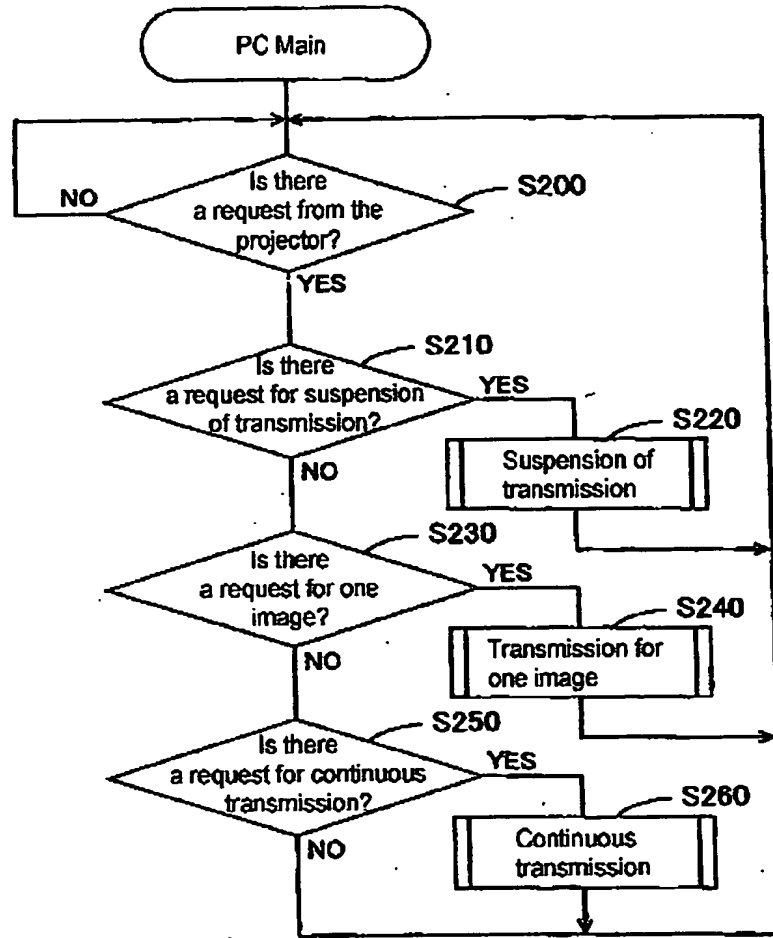 PC Main
Is there
a request from the
projector?
S200
NO
YES
Is there
a request for suspension
of transmission?
S210
YES
NO
S220
Suspension of
transmission
Is there
a request for one
image?
S230
YES
NO
S240
Transmission for
one image
Is there
a request for continuous
transmission?
S250
YES
NO
S260
Continuous
transmission